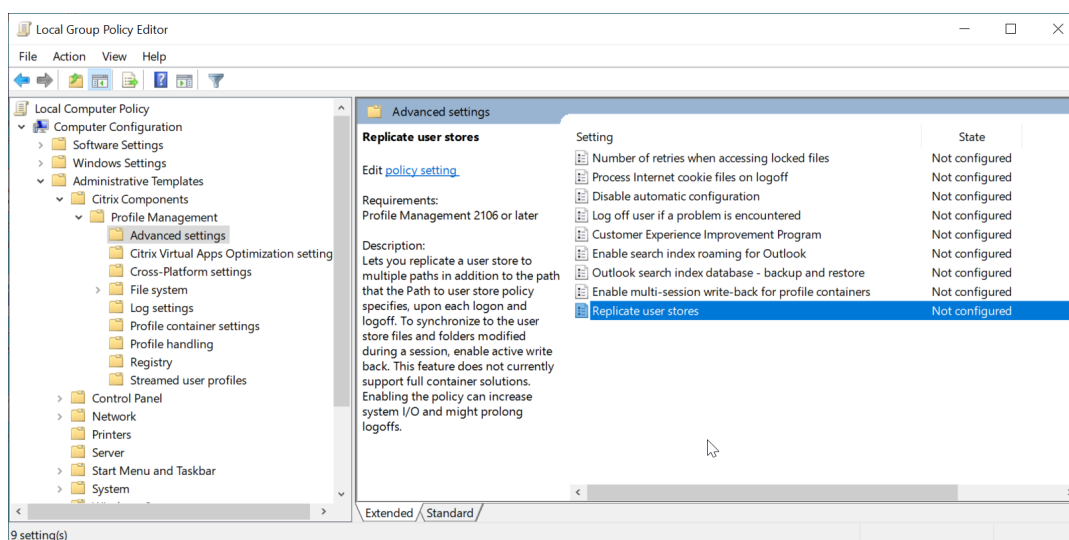 Local Group Policy Editor
File Action View Help
Local Computer Policy
Computer Configuration
Software Settings
Windows Settings
Administrative Templates
Citrix Components
Profile Management
Advanced settings
Citrix Virtual Apps Optimization setting
Cross-Platform settings
File system
Log settings
Profile container settings
Profile handling
Registry
Streamed user profiles
Control Panel
Network
Printers
Server
Start Menu and Taskbar
System
Advanced settings
Replicate user stores
Edit policy setting
Requirements:
Profile Management 2106 or later
Description:
Lets you replicate a user store to
multiple paths in addition to the path
that the Path to user store policy
specifies, upon each logon and
logoff. To synchronize to the user
store files and folders modified
during a session, enable active write
back. This feature does not currently
support full container solutions.
Enabling the policy can increase
system I/O and might prolong
logoffs.
Setting State
Number of retries when accessing locked files Not configured
Process Internet cookie files on logoff Not configured
Disable automatic configuration Not configured
Log off user if a problem is encountered Not configured
Customer Experience Improvement Program Not configured
Enable search index roaming for Outlook Not configured
Outlook search index database - backup and restore Not configured
Enable multi-session write-back for profile containers Not configured
Replicate user stores Not configured
Extended Standard
9 setting(s)